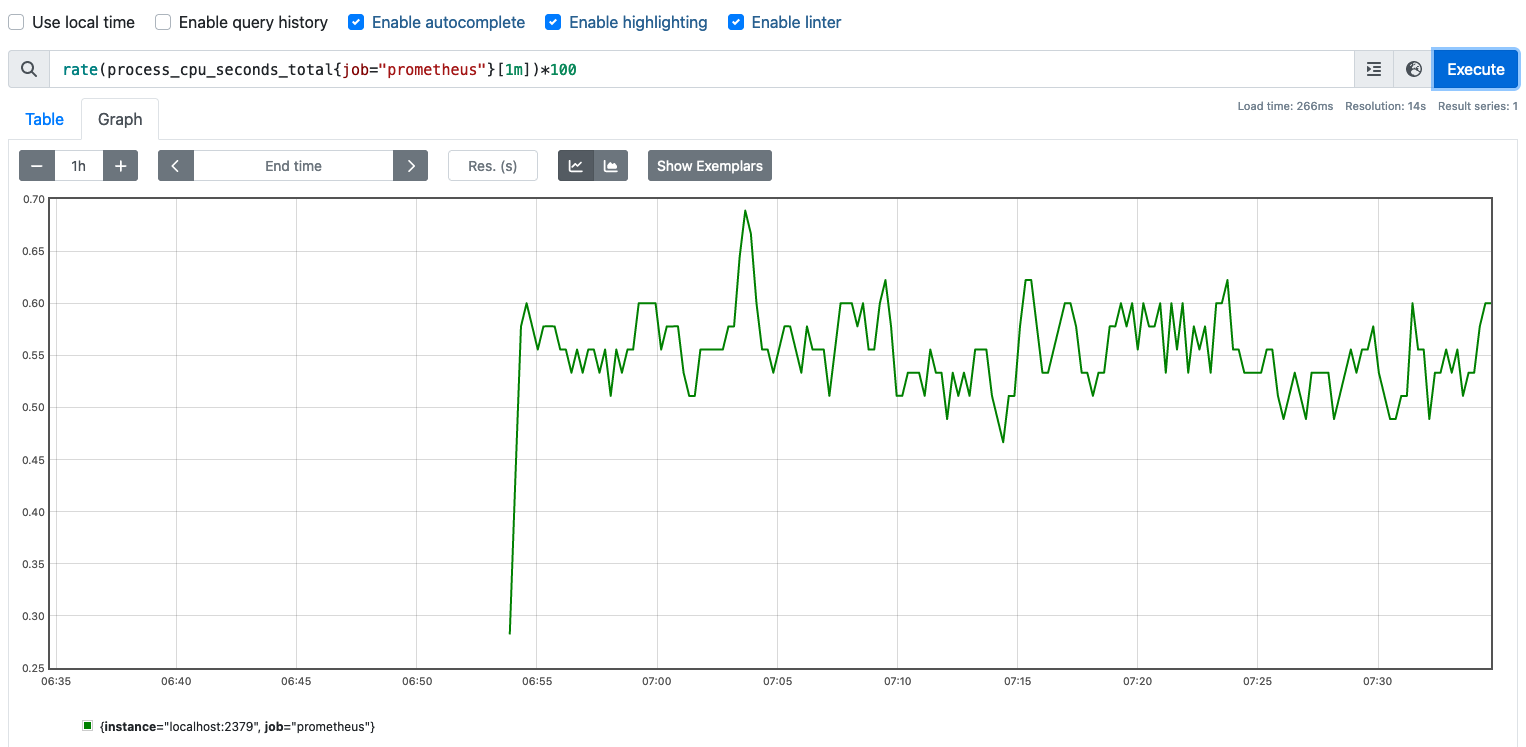 Use local time Enable query history Enable autocomplete Enable highlighting Enable linter
rate(process_cpu_seconds_total{job="prometheus"}[1m])*100 Execute
Load time: 266ms Resolution: 14s Result series: 1
Table Graph
− 1h + End time Res. (s) Show Exemplars
0.70
0.65
0.60
0.55
0.50
0.45
0.40
0.35
0.30
0.25
06:35 06:40 06:45 06:50 06:55 07:00 07:05 07:10 07:15 07:20 07:25 07:30
{instance="localhost:2379", job="prometheus"}